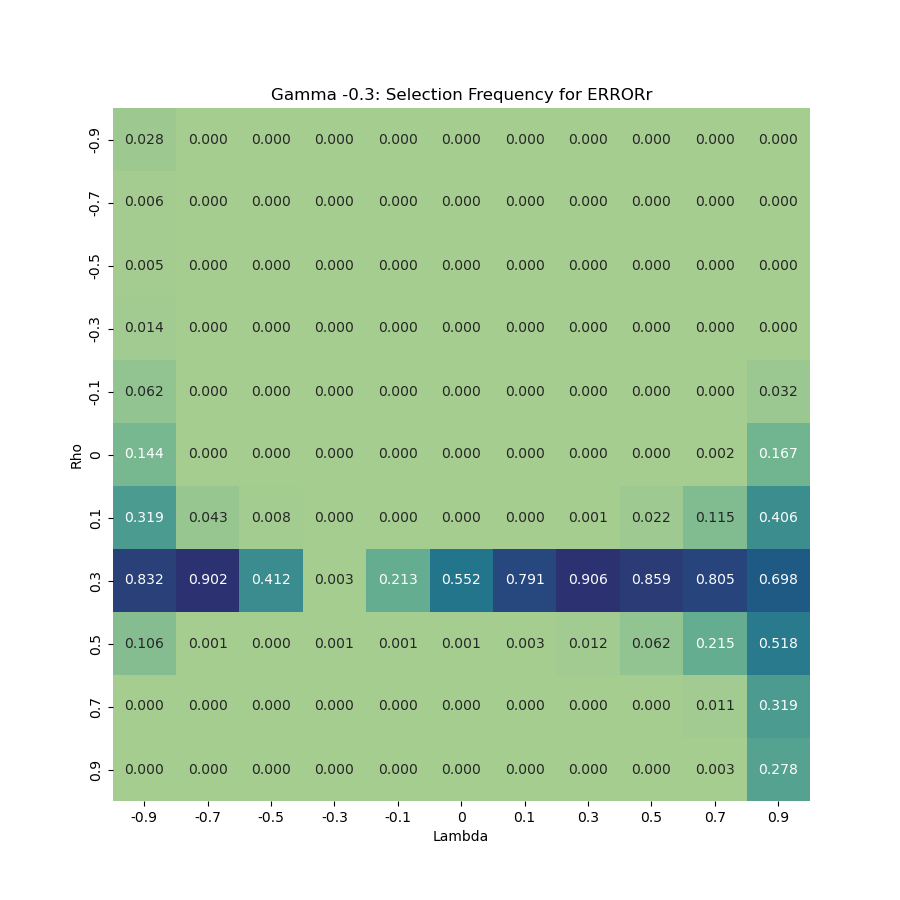 Gamma -0.3: Selection Frequency for ERRORr
-0.9 0.028 0.000 0.000 0.000 0.000 0.000 0.000 0.000 0.000 0.000 0.000
-0.7 0.006 0.000 0.000 0.000 0.000 0.000 0.000 0.000 0.000 0.000 0.000
-0.5 0.005 0.000 0.000 0.000 0.000 0.000 0.000 0.000 0.000 0.000 0.000
-0.3 0.014 0.000 0.000 0.000 0.000 0.000 0.000 0.000 0.000 0.000 0.000
-0.1 0.062 0.000 0.000 0.000 0.000 0.000 0.000 0.000 0.000 0.000 0.032
Rho
0 0.144 0.000 0.000 0.000 0.000 0.000 0.000 0.000 0.000 0.002 0.167
0.1 0.319 0.043 0.008 0.000 0.000 0.000 0.000 0.001 0.022 0.115 0.406
0.3 0.832 0.902 0.412 0.003 0.213 0.552 0.791 0.906 0.859 0.805 0.698
0.5 0.106 0.001 0.000 0.001 0.001 0.001 0.003 0.012 0.062 0.215 0.518
0.7 0.000 0.000 0.000 0.000 0.000 0.000 0.000 0.000 0.000 0.011 0.319
0.9 0.000 0.000 0.000 0.000 0.000 0.000 0.000 0.000 0.000 0.003 0.278
-0.9 -0.7 -0.5 -0.3 -0.1 0 0.1 0.3 0.5 0.7 0.9
Lambda